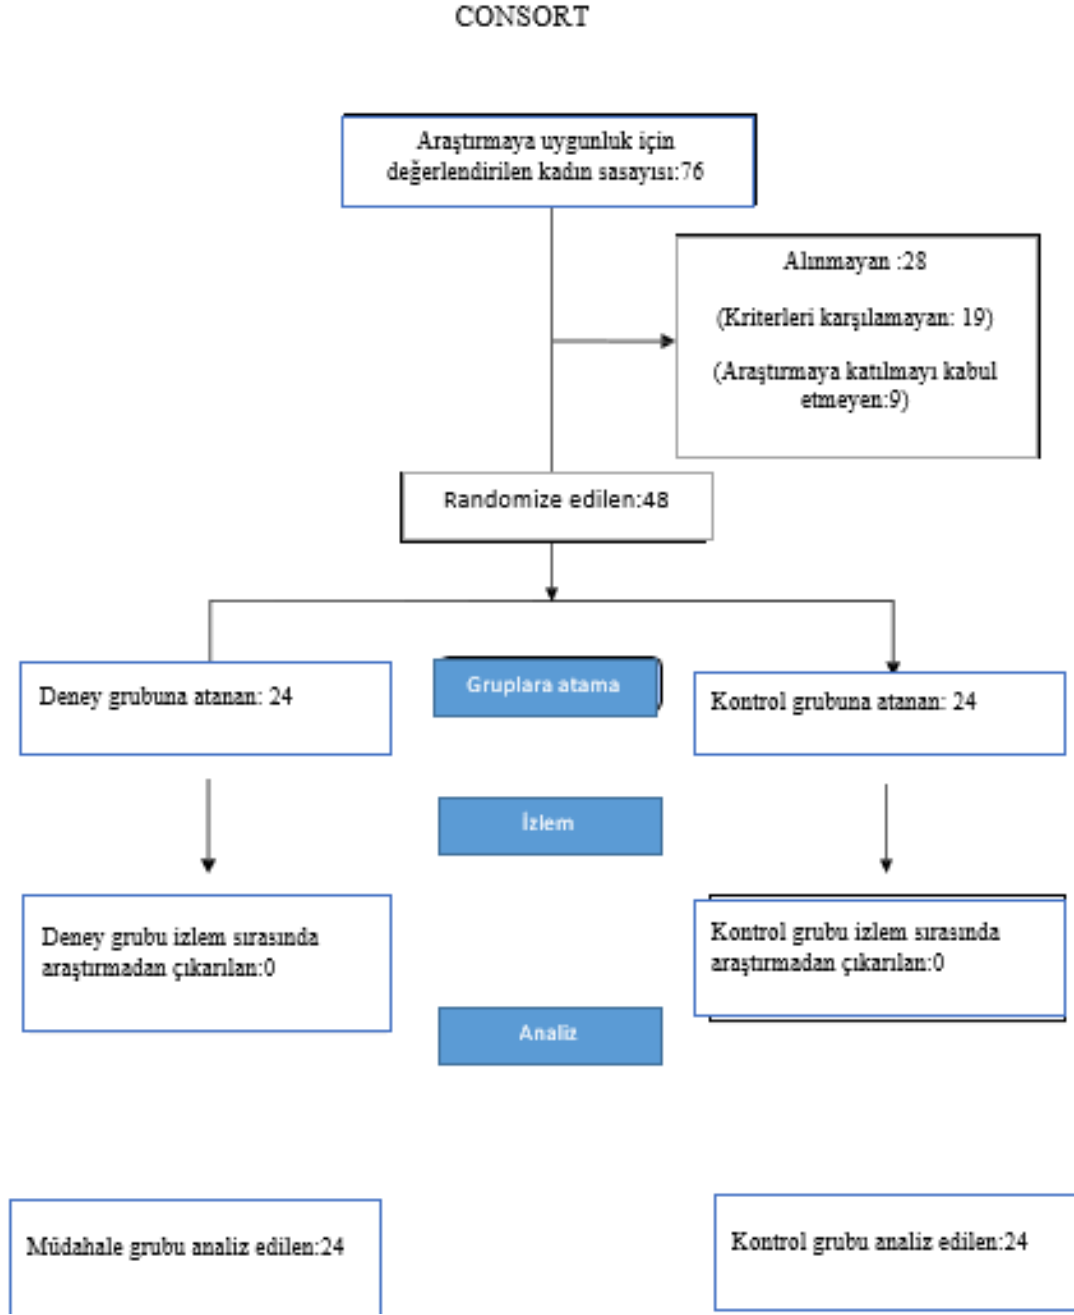 CONSORT
Araştırmaya uygunluk için
değerlendirilen kadın sasayısı:76
Alınmayan :28
(Kriterleri karşılamayan: 19)
(Araştırmaya katılmayı kabul
etmeyen:9)
Randomize edilen:48
Deney grubuna atanan: 24
Gruplara atama
Kontrol grubuna atanan: 24
İzlem
Deney grubu izlem sırasında
araştırmadan çıkarılan:0
Kontrol grubu izlem sırasında
araştırmadan çıkarılan:0
Analiz
Müdahale grubu analiz edilen:24
Kontrol grubu analiz edilen:24